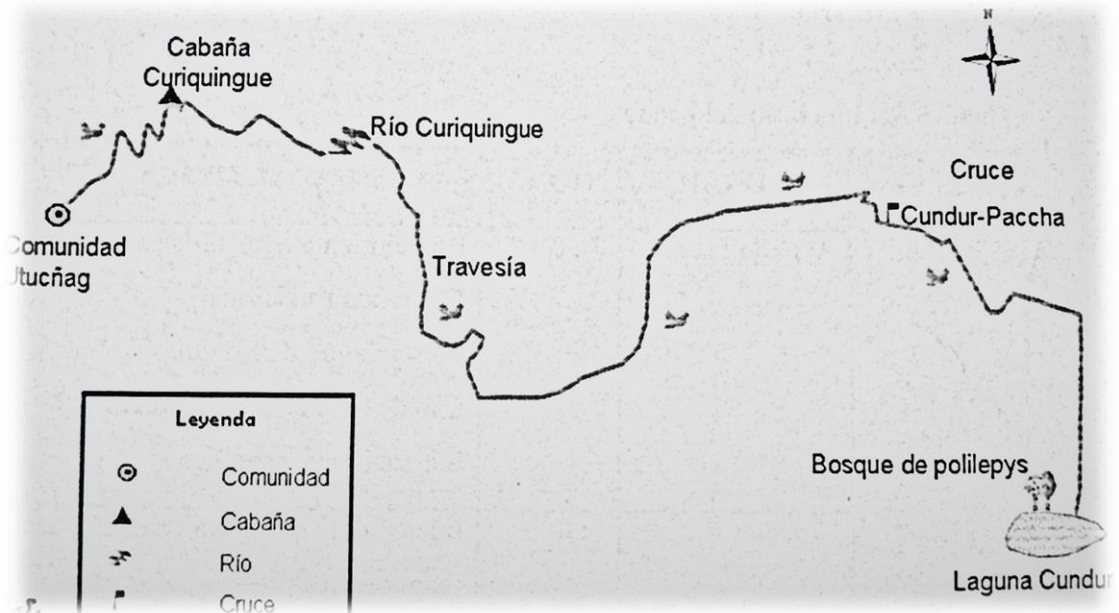 N
Cabaña
Curiquingue
Río Curiquingue
Cruce
Cundur-Paccha
Comunidad
Utucñag
Travesía
Leyenda
Comunidad
Cabaña
Río
Cruce
Bosque de polilepys
Laguna Cundur